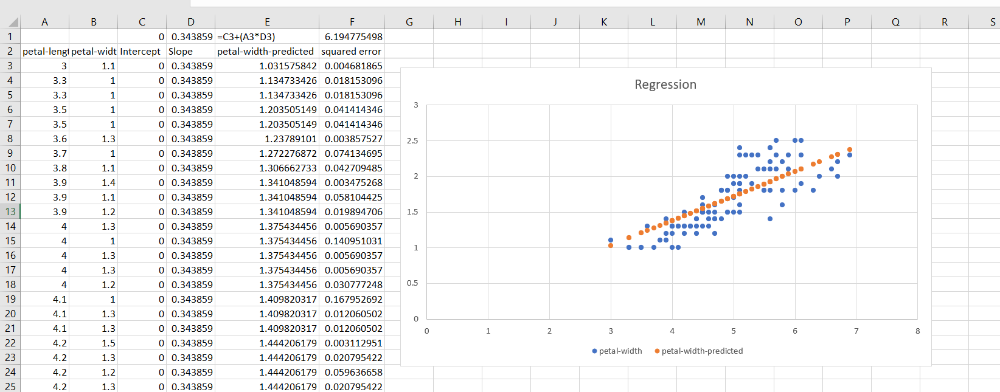 A B C D E F G H I J K L M N O P Q R S
1 0 0.343859 =C3+(A3*D3) 6.194775498
2 petal-lengt petal-widt Intercept Slope petal-width-predicted squared error
3 3 1.1 0 0.343859 1.031575842 0.004681865
4 3.3 1 0 0.343859 1.134733426 0.018153096
5 3.3 1 0 0.343859 1.134733426 0.018153096
6 3.5 1 0 0.343859 1.203505149 0.041414346
7 3.5 1 0 0.343859 1.203505149 0.041414346
8 3.6 1.3 0 0.343859 1.23789101 0.003857527
9 3.7 1 0 0.343859 1.272276872 0.074134695
10 3.8 1.1 0 0.343859 1.306662733 0.042709485
11 3.9 1.4 0 0.343859 1.341048594 0.003475268
12 3.9 1.1 0 0.343859 1.341048594 0.058104425
13 3.9 1.2 0 0.343859 1.341048594 0.019894706
14 4 1.3 0 0.343859 1.375434456 0.005690357
15 4 1 0 0.343859 1.375434456 0.140951031
16 4 1.3 0 0.343859 1.375434456 0.005690357
17 4 1.3 0 0.343859 1.375434456 0.005690357
18 4 1.2 0 0.343859 1.375434456 0.030777248
19 4.1 1 0 0.343859 1.409820317 0.167952692
20 4.1 1.3 0 0.343859 1.409820317 0.012060502
21 4.1 1.3 0 0.343859 1.409820317 0.012060502
22 4.2 1.5 0 0.343859 1.444206179 0.003112951
23 4.2 1.3 0 0.343859 1.444206179 0.020795422
24 4.2 1.2 0 0.343859 1.444206179 0.059636658
25 4.2 1.3 0 0.343859 1.444206179 0.020795422
Regression
3
2.5
2
1.5
1
0.5
0
0 1 2 3 4 5 6 7 8
petal-width petal-width-predicted